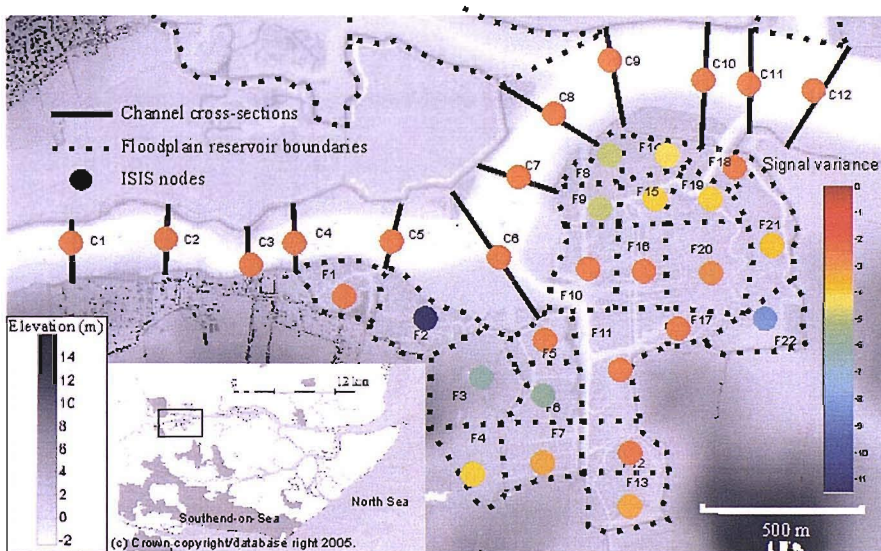 C9
C10
C11
C12
Channel cross-sections
C8
Floodplain reservoir boundaries
F14
F18
Signal variance
ISIS nodes
C7
F8
0
F15
F19
-1
F9
-2
C1
C2
C3
C4
C5
C6
F16
F20
F21
-3
F1
F10
-4
-5
Elevation (m)
F2
F5
F11
F17
F22
-6
14
-7
12
12 km
F3
-8
10
F6
-9
8
F4
F7
-10
6
F12
-11
4
F13
2
North Sea
0
Southend-on-Sea
500 m
-2
(c) Crown copyright/database right 2005.